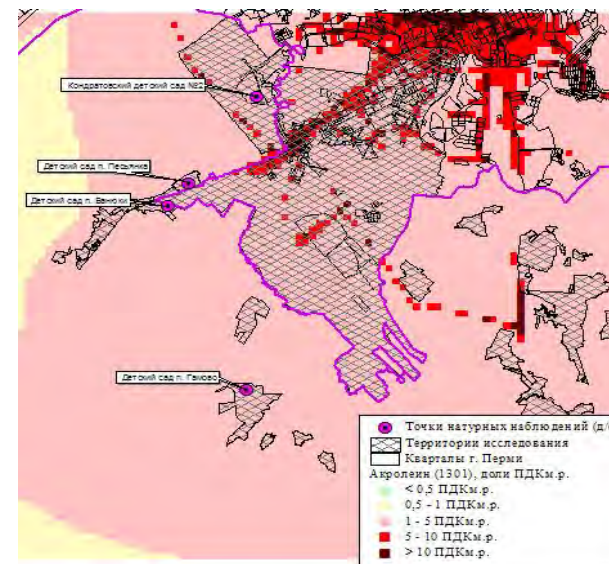 Кондратовский детский сад №2
Детский сад п. Песьянка
Детский сад п. Ванюки
Детский сад п. Гамово
Точки натурных наблюдений (д/
Территории исследования
Кварталы г. Перми
Акролеин (1301), доли ПДКм.р.
< 0,5 ПДКм.р.
0,5 - 1 ПДКм.р.
1 - 5 ПДКм.р.
5 - 10 ПДКм.р.
> 10 ПДКм.р.